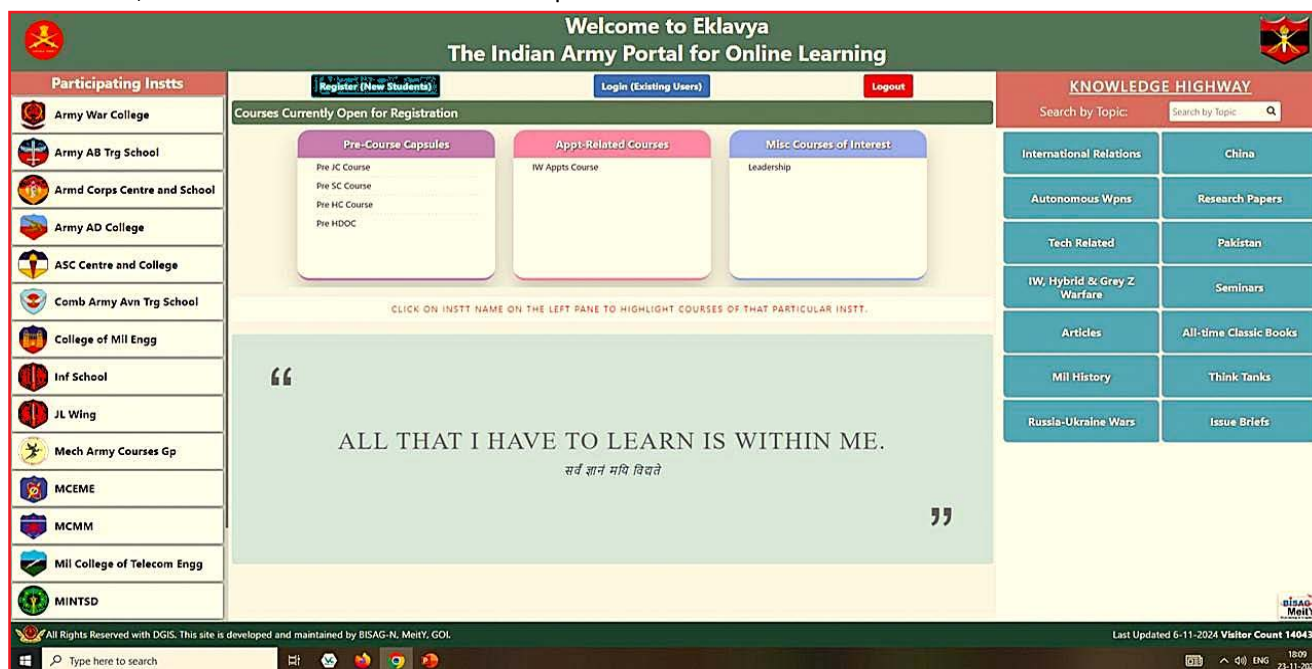 Welcome to Eklavya
The Indian Army Portal for Online Learning
Participating Instts
Army War College
Army AB Trg School
Armd Corps Centre and School
Army AD College
ASC Centre and College
Comb Army Avn Trg School
College of Mil Engg
Inf School
JL Wing
Mech Army Courses Gp
MCEME
MCMM
Mil College of Telecom Engg
MINTSD
Register (New Students)
Login (Existing Users)
Logout
Courses Currently Open for Registration
Pre-Course Capsules
Pre JC Course
Pre SC Course
Pre HC Course
Pre HDOC
Appt-Related Courses
IW Appts Course
Misc Courses of Interest
Leadership
CLICK ON INSTT NAME ON THE LEFT PANE TO HIGHLIGHT COURSES OF THAT PARTICULAR INSTT.
“
ALL THAT I HAVE TO LEARN IS WITHIN ME.
सर्वं ज्ञानं मयि विद्यते
”
KNOWLEDGE HIGHWAY
Search by Topic:
Search by Topic
International Relations
China
Autonomous Wpns
Research Papers
Tech Related
Pakistan
IW, Hybrid & Grey Z
Warfare
Seminars
Articles
All-time Classic Books
Mil History
Think Tanks
Russia-Ukraine Wars
Issue Briefs
BISAG
MeitY
All Rights Reserved with DGIS. This site is developed and maintained by BISAG-N, MeitY, GOI.
Last Updated 6-11-2024 Visitor Count 14043
Type here to search
ENG
18:09
23-11-20